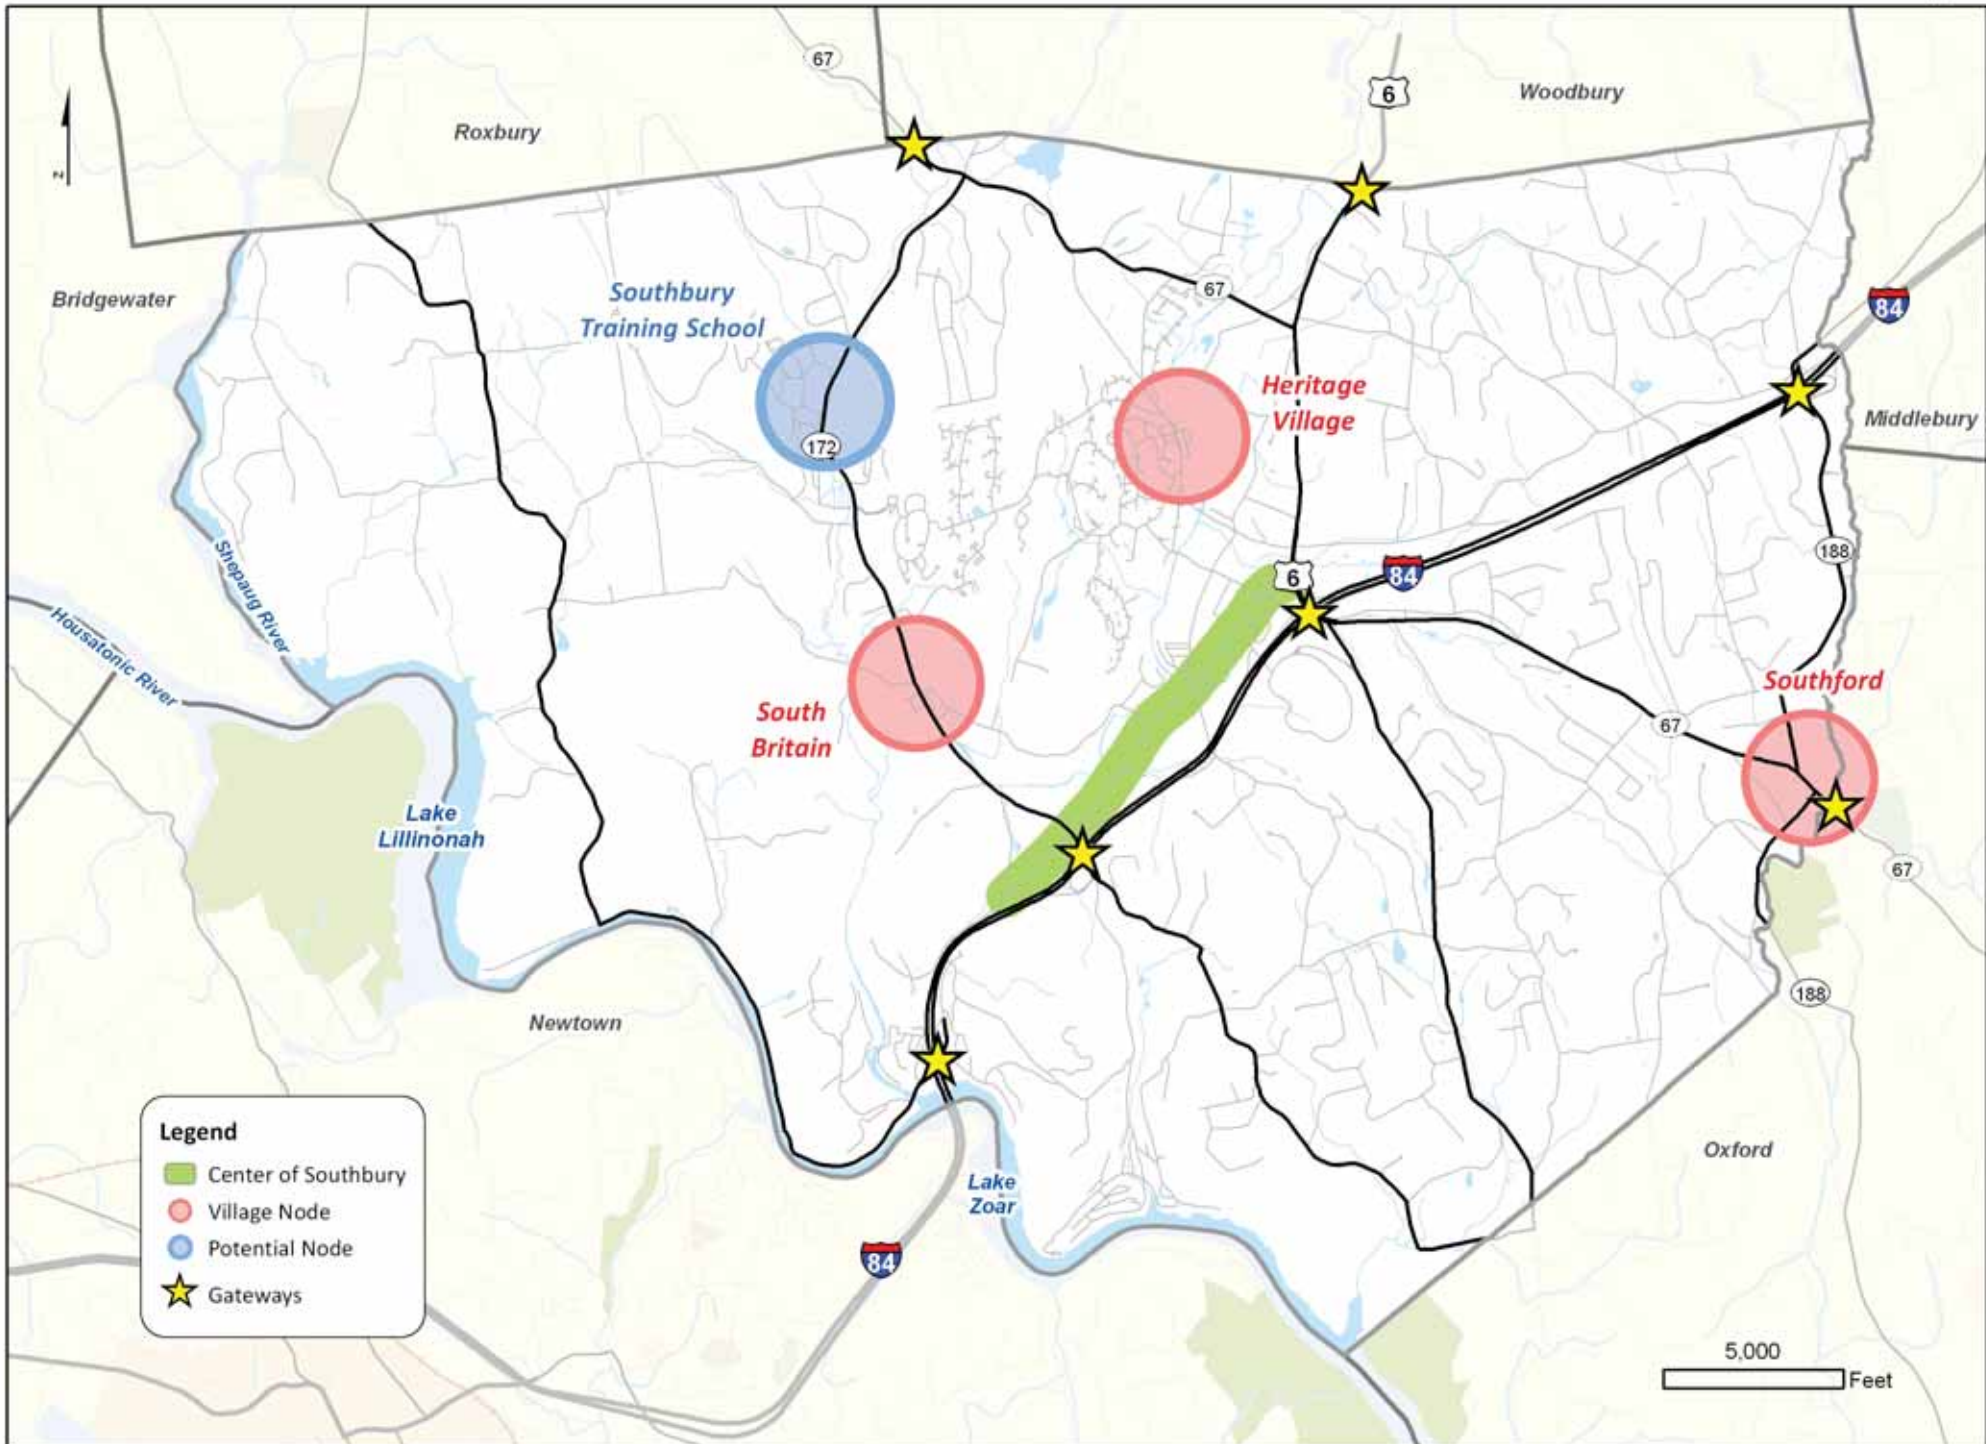 67
6
Woodbury
Roxbury
N
Bridgewater
Southbury
Training School
67
84
Heritage
Village
Middlebury
172
188
Shepaug River
6
84
Housatonic River
Southford
South
Britain
67
Lake
Lillinonah
67
188
Newtown
Oxford
Lake
Zoar
84
Legend
Center of Southbury
Village Node
Potential Node
Gateways
5,000
Feet